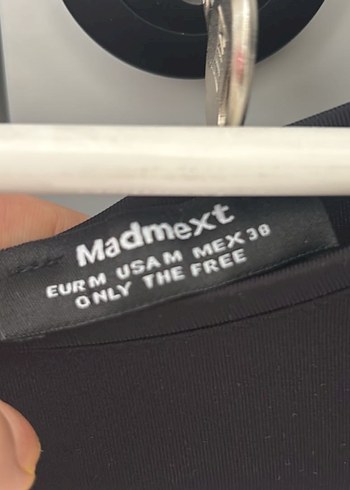 Madmext
EUR M USA M MEX 38
ONLY THE FREE